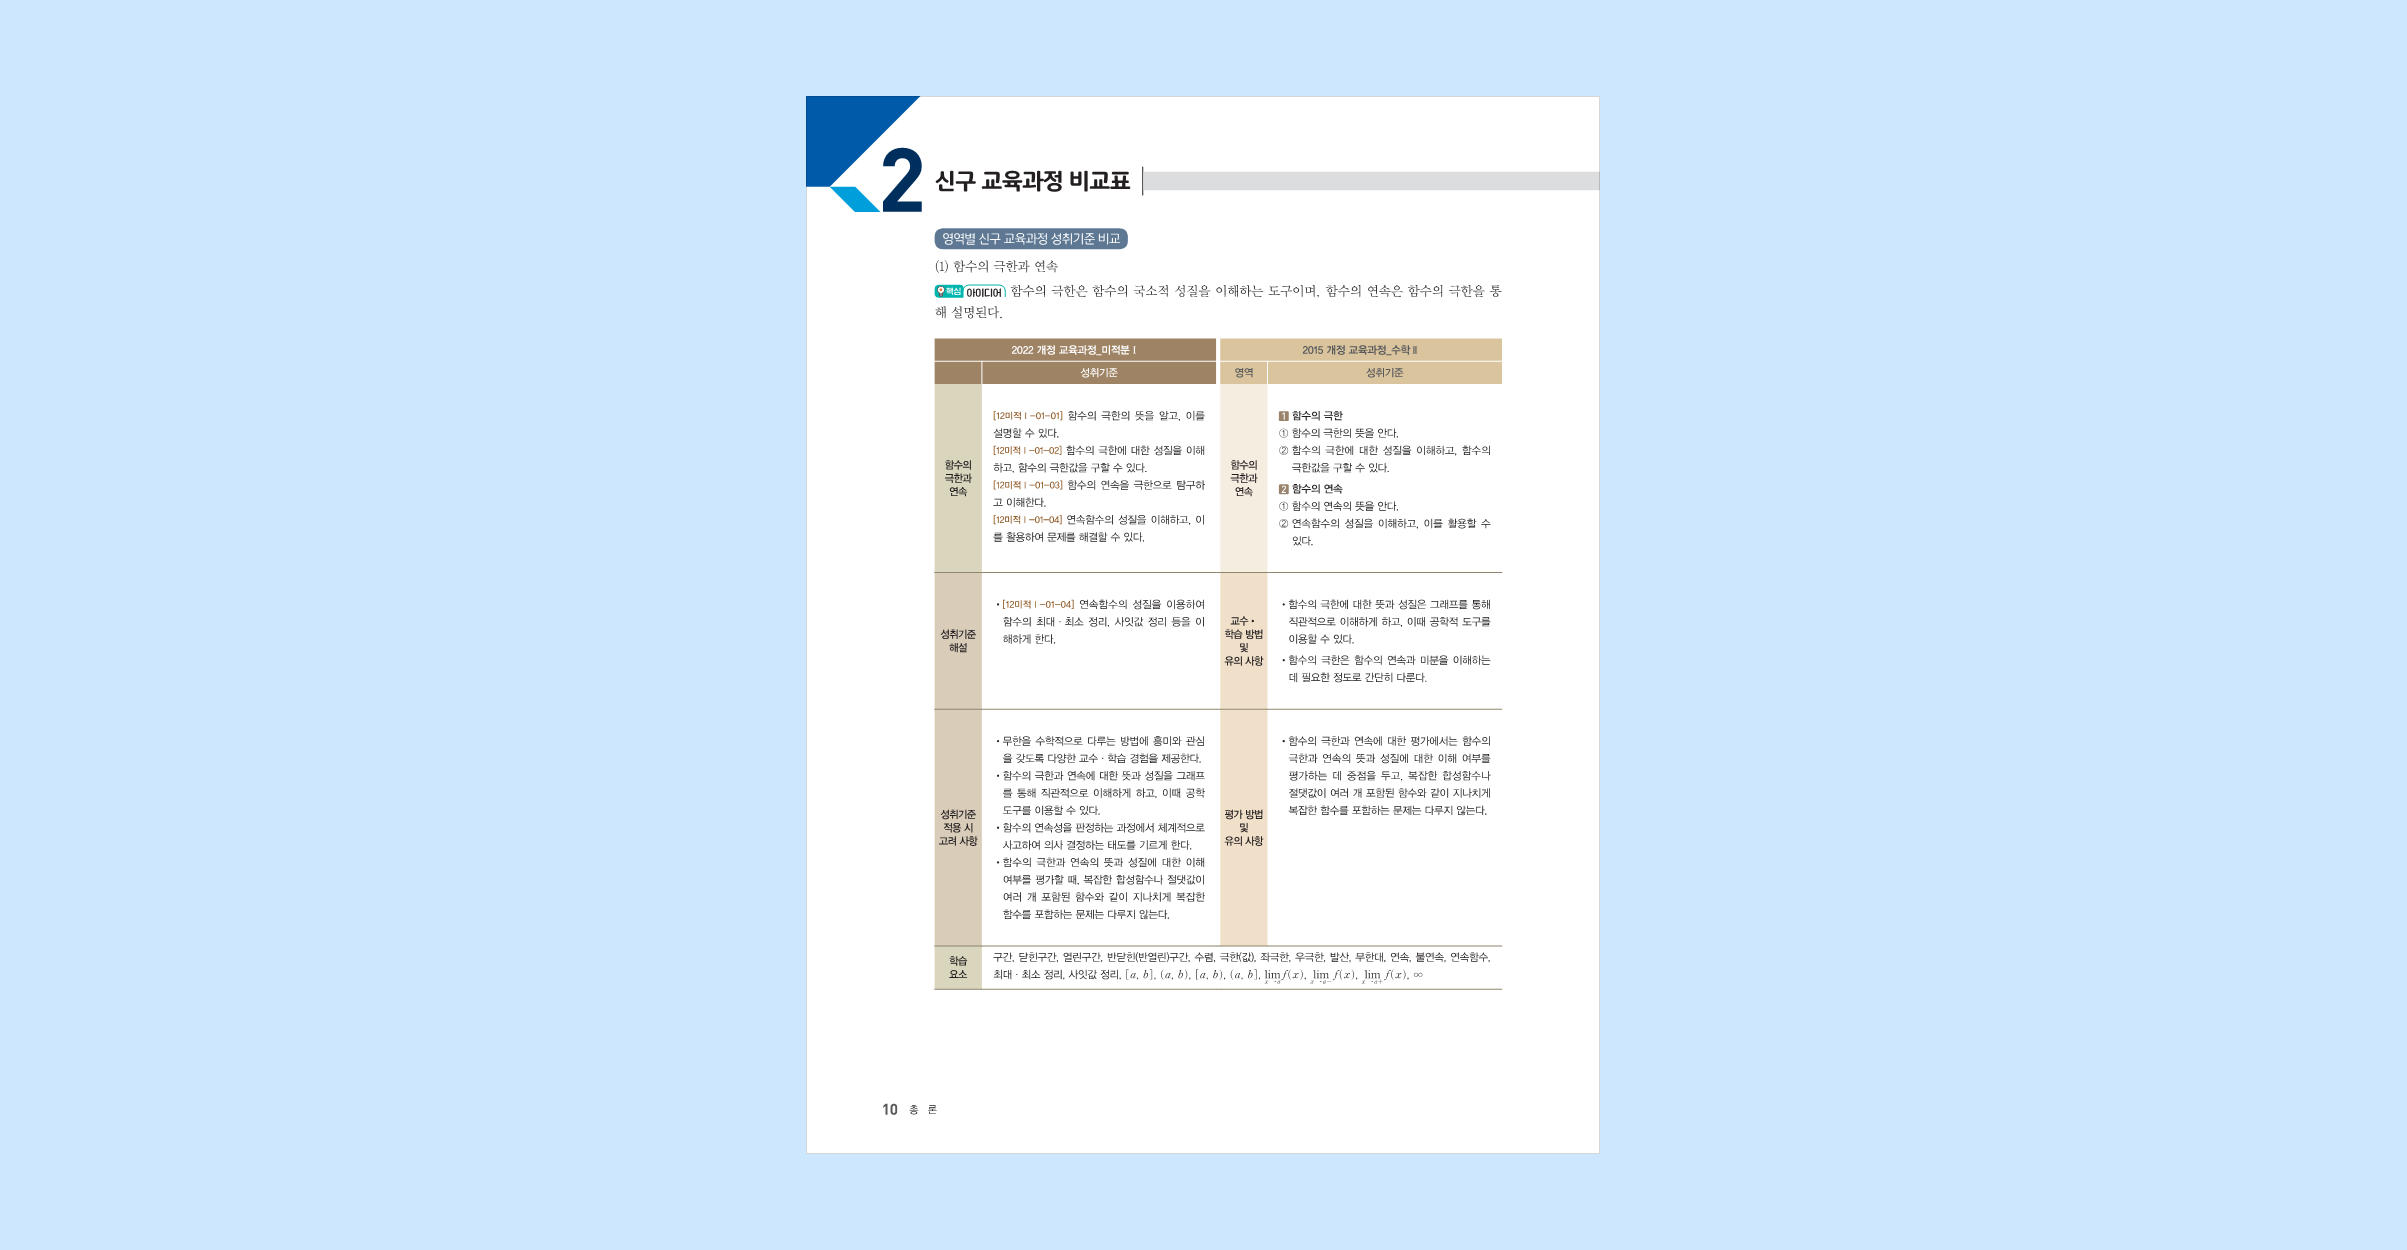 2 신구 교육과정 비교표
영역별 신구 교육과정 성취기준 비교
(1) 함수의 극한과 연속
핵심 아이디어 함수의 극한은 함수의 국소적 성질을 이해하는 도구이며, 함수의 연속은 함수의 극한을 통
해 설명된다.
2022 개정 교육과정_미적분Ⅰ
성취기준
함수의
극한과
연속
[12미적Ⅰ-01-01] 함수의 극한의 뜻을 알고, 이를
설명할 수 있다.
[12미적Ⅰ-01-02] 함수의 극한에 대한 성질을 이해
하고, 함수의 극한값을 구할 수 있다.
[12미적Ⅰ-01-03] 함수의 연속을 극한으로 탐구하
고 이해한다.
[12미적Ⅰ-01-04] 연속함수의 성질을 이해하고, 이
를 활용하여 문제를 해결할 수 있다.
2015 개정 교육과정_수학Ⅱ
영역
성취기준
함수의
극한과
연속
1 함수의 극한
① 함수의 극한의 뜻을 안다.
② 함수의 극한에 대한 성질을 이해하고, 함수의
극한값을 구할 수 있다.
2 함수의 연속
① 함수의 연속의 뜻을 안다.
② 연속함수의 성질을 이해하고, 이를 활용할 수
있다.
성취기준
해설
• [12미적Ⅰ-01-04] 연속함수의 성질을 이용하여
함수의 최대·최소 정리, 사잇값 정리 등을 이
해하게 한다.
교수·
학습 방법
및
유의 사항
• 함수의 극한에 대한 뜻과 성질은 그래프를 통해
직관적으로 이해하게 하고, 이때 공학적 도구를
이용할 수 있다.
• 함수의 극한은 함수의 연속과 미분을 이해하는
데 필요한 정도로 간단히 다룬다.
성취기준
적용 시
고려 사항
• 무한을 수학적으로 다루는 방법에 흥미와 관심
을 갖도록 다양한 교수·학습 경험을 제공한다.
• 함수의 극한과 연속에 대한 뜻과 성질을 그래프
를 통해 직관적으로 이해하게 하고, 이때 공학
도구를 이용할 수 있다.
• 함수의 연속성을 판정하는 과정에서 체계적으로
사고하여 의사 결정하는 태도를 기르게 한다.
• 함수의 극한과 연속의 뜻과 성질에 대한 이해
여부를 평가할 때, 복잡한 합성함수나 절댓값이
여러 개 포함된 함수와 같이 지나치게 복잡한
함수를 포함하는 문제는 다루지 않는다.
평가 방법
및
유의 사항
• 함수의 극한과 연속에 대한 평가에서는 함수의
극한과 연속의 뜻과 성질에 대한 이해 여부를
평가하는 데 중점을 두고, 복잡한 합성함수나
절댓값이 여러 개 포함된 함수와 같이 지나치게
복잡한 함수를 포함하는 문제는 다루지 않는다.
학습
요소
구간, 닫힌구간, 열린구간, 반닫힌(반열린)구간, 수렴, 극한(값), 좌극한, 우극한, 발산, 무한대, 연속, 불연속, 연속함수,
최대·최소 정리, 사잇값 정리, [a, b], (a, b), [a, b), (a, b], lim x→a f(x), lim x→a− f(x), lim x→a+ f(x), ∞
10 총 론